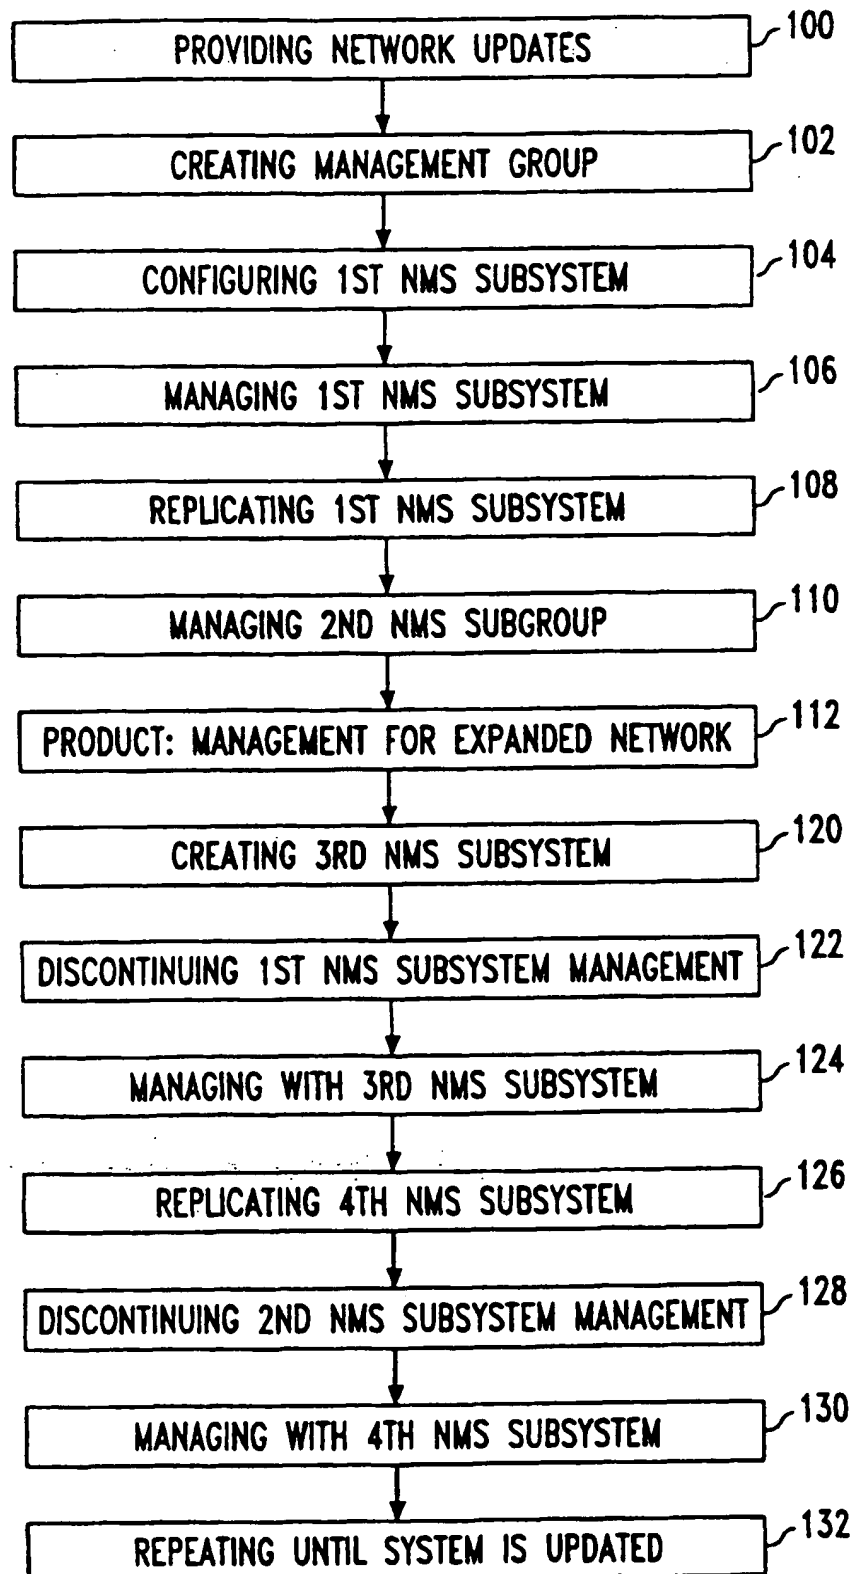 PROVIDING NETWORK UPDATES 100
CREATING MANAGEMENT GROUP 102
CONFIGURING 1ST NMS SUBSYSTEM 104
MANAGING 1ST NMS SUBSYSTEM 106
REPLICATING 1ST NMS SUBSYSTEM 108
MANAGING 2ND NMS SUBGROUP 110
PRODUCT: MANAGEMENT FOR EXPANDED NETWORK 112
CREATING 3RD NMS SUBSYSTEM 120
DISCONTINUING 1ST NMS SUBSYSTEM MANAGEMENT 122
MANAGING WITH 3RD NMS SUBSYSTEM 124
REPLICATING 4TH NMS SUBSYSTEM 126
DISCONTINUING 2ND NMS SUBSYSTEM MANAGEMENT 128
MANAGING WITH 4TH NMS SUBSYSTEM 130
REPEATING UNTIL SYSTEM IS UPDATED 132